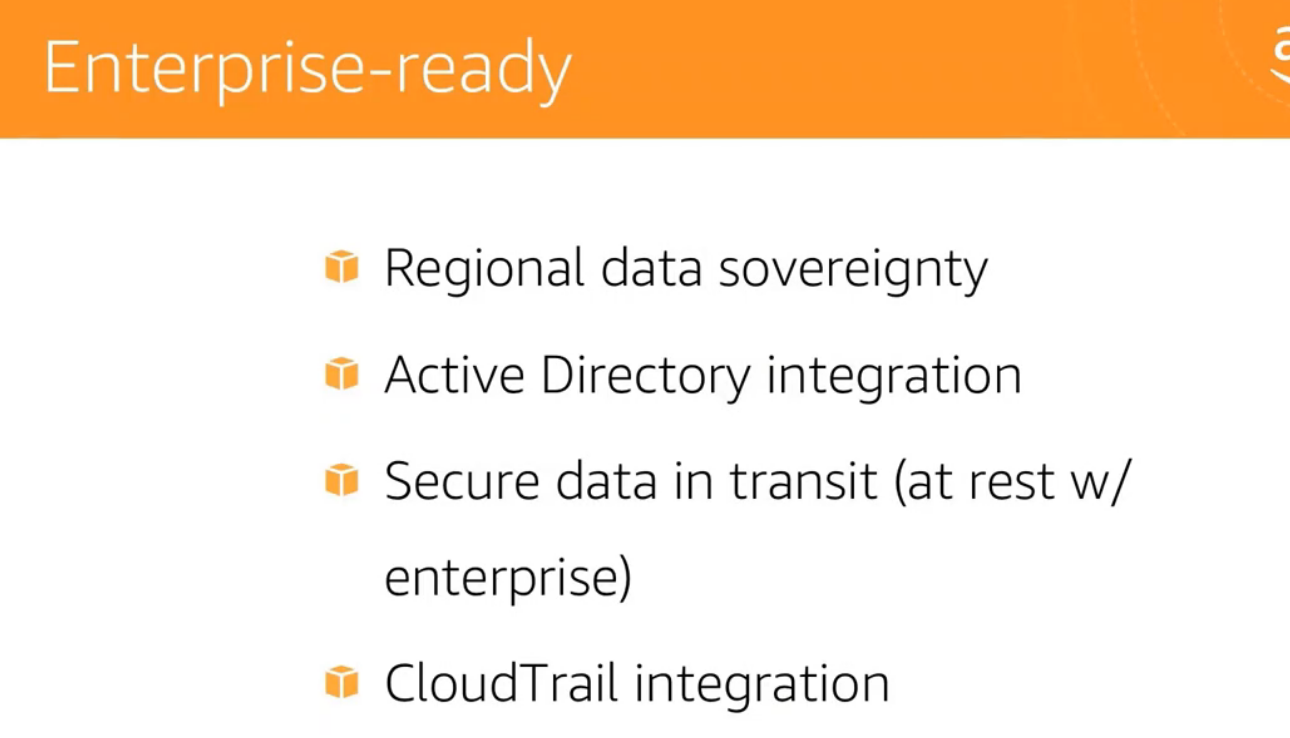 Enterprise-ready
Regional data sovereignty
Active Directory integration
Secure data in transit (at rest w/
enterprise)
CloudTrail integration